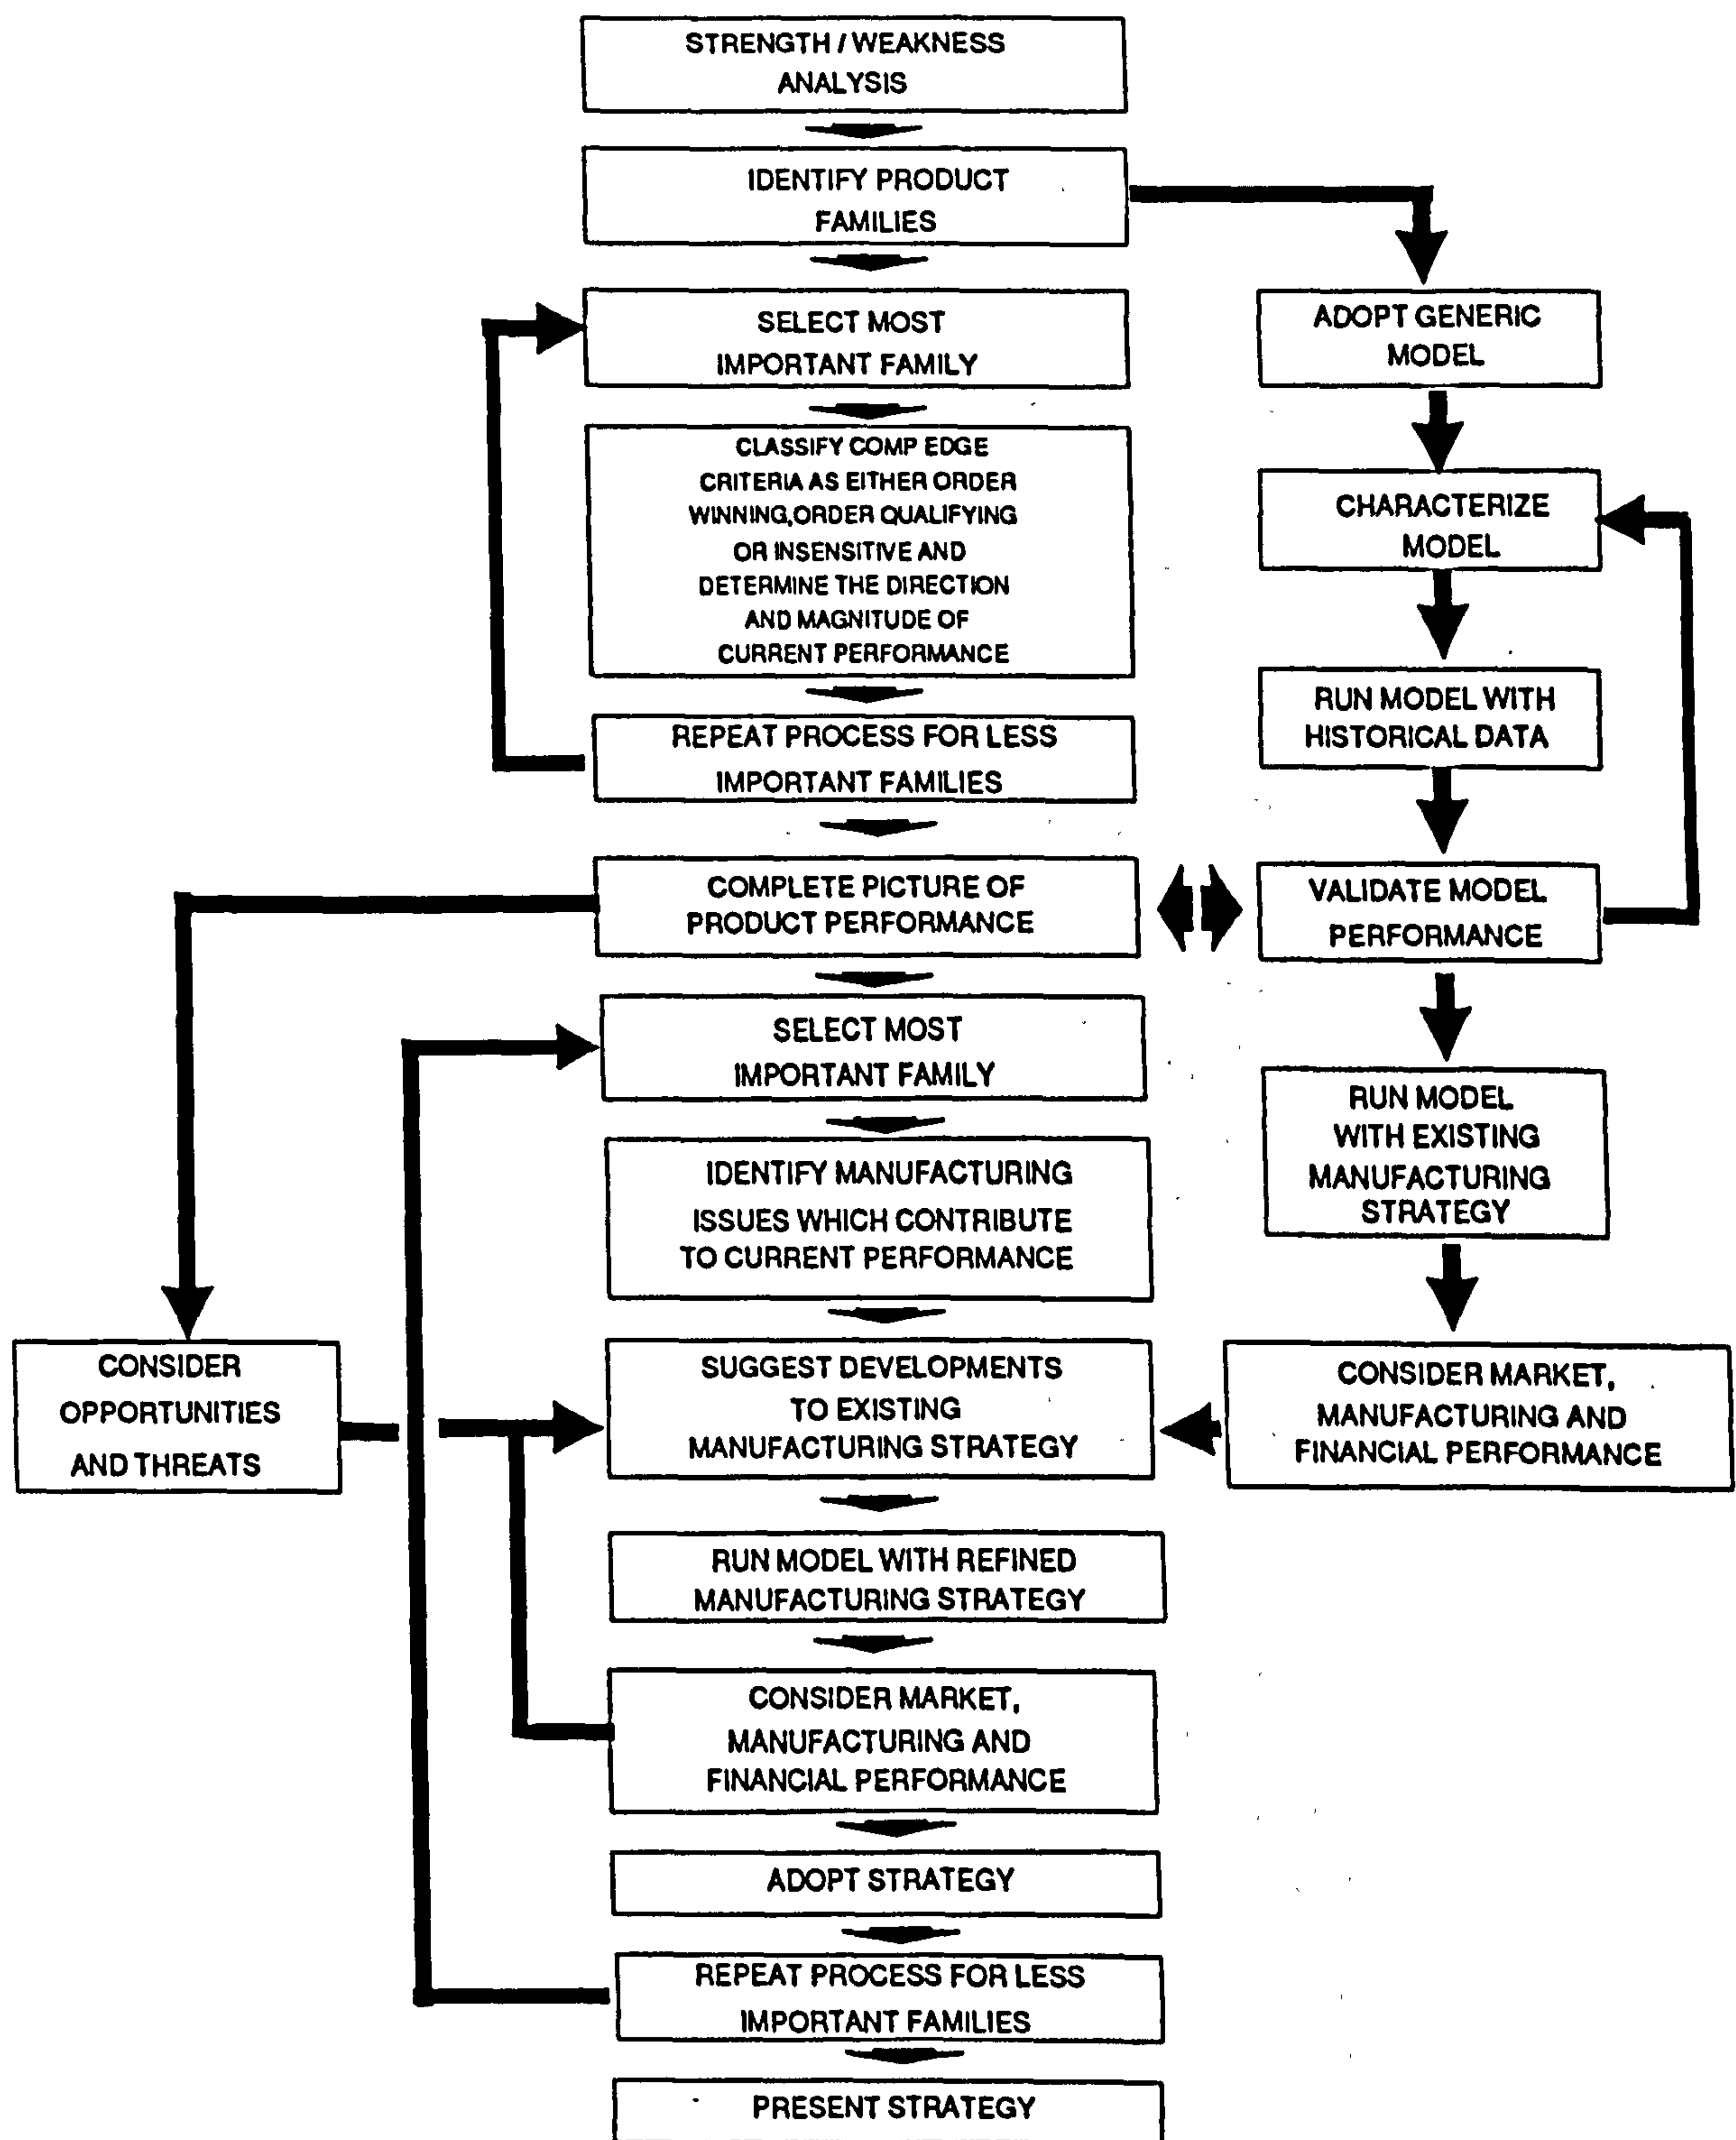 STRENGTH / WEAKNESS
ANALYSIS
IDENTIFY PRODUCT
FAMILIES
SELECT MOST
IMPORTANT FAMILY
CLASSIFY COMP EDGE
CRITERIA AS EITHER ORDER
WINNING,ORDER QUALIFYING
OR INSENSITIVE AND
DETERMINE THE DIRECTION
AND MAGNITUDE OF
CURRENT PERFORMANCE
REPEAT PROCESS FOR LESS
IMPORTANT FAMILIES
COMPLETE PICTURE OF
PRODUCT PERFORMANCE
SELECT MOST
IMPORTANT FAMILY
IDENTIFY MANUFACTURING
ISSUES WHICH CONTRIBUTE
TO CURRENT PERFORMANCE
SUGGEST DEVELOPMENTS
TO EXISTING
MANUFACTURING STRATEGY
RUN MODEL WITH REFINED
MANUFACTURING STRATEGY
CONSIDER MARKET,
MANUFACTURING AND
FINANCIAL PERFORMANCE
ADOPT STRATEGY
REPEAT PROCESS FOR LESS
IMPORTANT FAMILIES
PRESENT STRATEGY
ADOPT GENERIC
MODEL
CHARACTERIZE
MODEL
RUN MODEL WITH
HISTORICAL DATA
VALIDATE MODEL
PERFORMANCE
RUN MODEL
WITH EXISTING
MANUFACTURING
STRATEGY
CONSIDER MARKET,
MANUFACTURING AND
FINANCIAL PERFORMANCE
CONSIDER
OPPORTUNITIES
AND THREATS